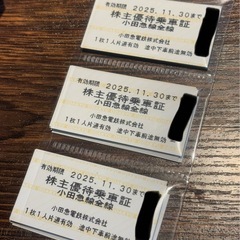 有効期限 2025.11.30まで
株主優待乗車証
小田急線全線
小田急電鉄株式会社
1枚1人片道有効 途中下車前途無効
有効期限 2025.11.30まで
株主優待乗車証
小田急線全線
小田急電鉄株式会社
1枚1人片道有効 途中下車前途無効
有効期限 2025.11.30まで
株主優待乗車証
小田急線全線
小田急電鉄株式会社
1枚1人片道有効 途中下車前途無効